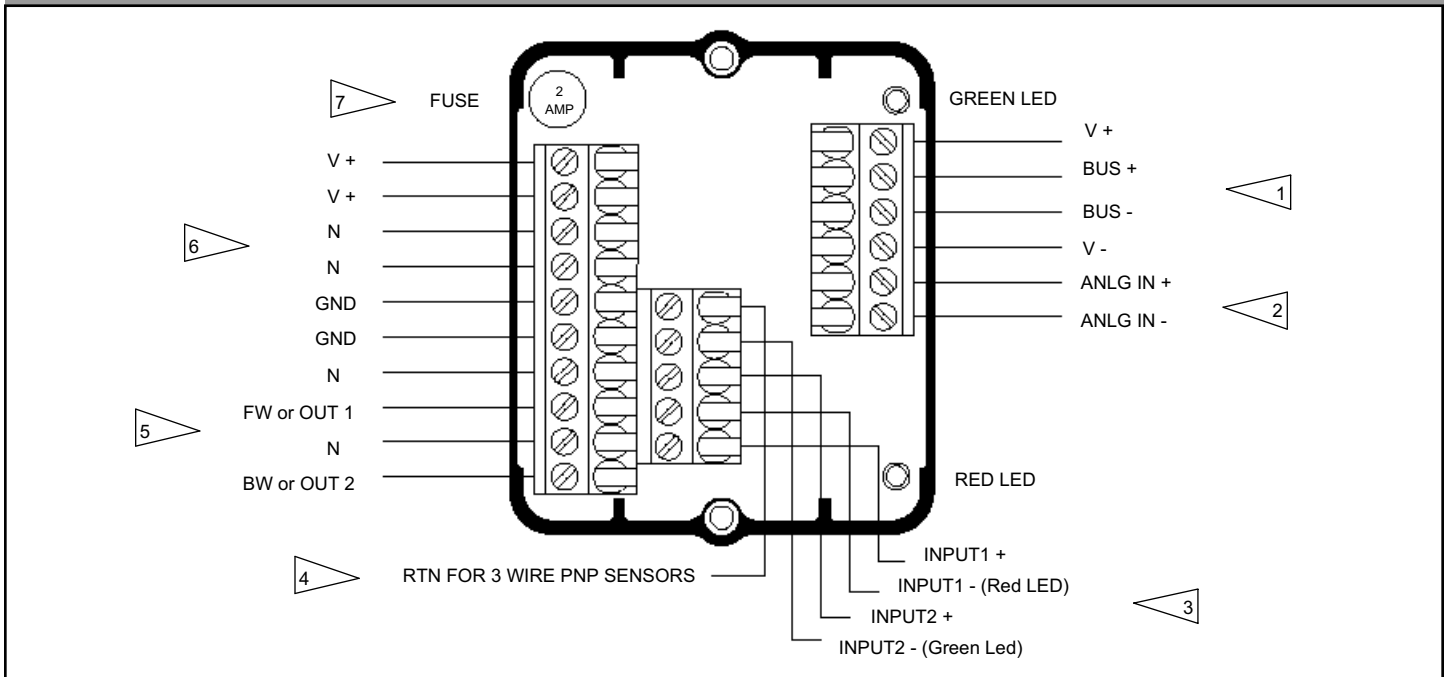 7
FUSE
2
AMP
GREEN LED
V +
V +
N
N
GND
GND
N
FW or OUT 1
N
BW or OUT 2
6
5
V +
BUS +
BUS -
V -
ANLG IN +
ANLG IN -
1
2
RED LED
4
RTN FOR 3 WIRE PNP SENSORS
INPUT1 +
INPUT1 - (Red LED)
INPUT2 +
INPUT2 - (Green Led)
3